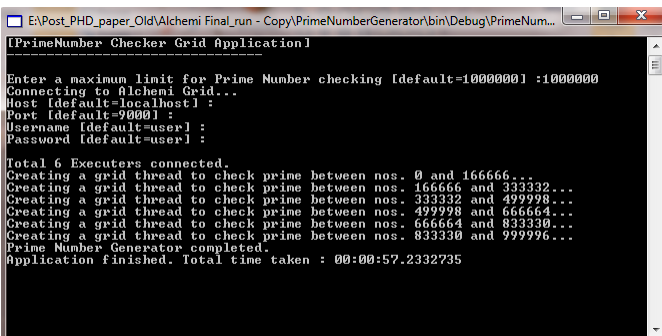 E:\Post_PHD_paper_Old\Alchemi Final_run - Copy\PrimeNumberGenerator\bin\Debug\PrimeNum...
[PrimeNumber Checker Grid Application]
--------------------------------
Enter a maximum limit for Prime Number checking [default=1000000] :1000000
Connecting to Alchemi Grid...
Host [default=localhost] :
Port [default=9000] :
Username [default=user] :
Password [default=user] :
Total 6 Executers connected.
Creating a grid thread to check prime between nos. 0 and 166666...
Creating a grid thread to check prime between nos. 166666 and 333332...
Creating a grid thread to check prime between nos. 333332 and 499998...
Creating a grid thread to check prime between nos. 499998 and 666664...
Creating a grid thread to check prime between nos. 666664 and 833330...
Creating a grid thread to check prime between nos. 833330 and 999996...
Prime Number Generator completed.
Application finished. Total time taken : 00:00:57.2332735